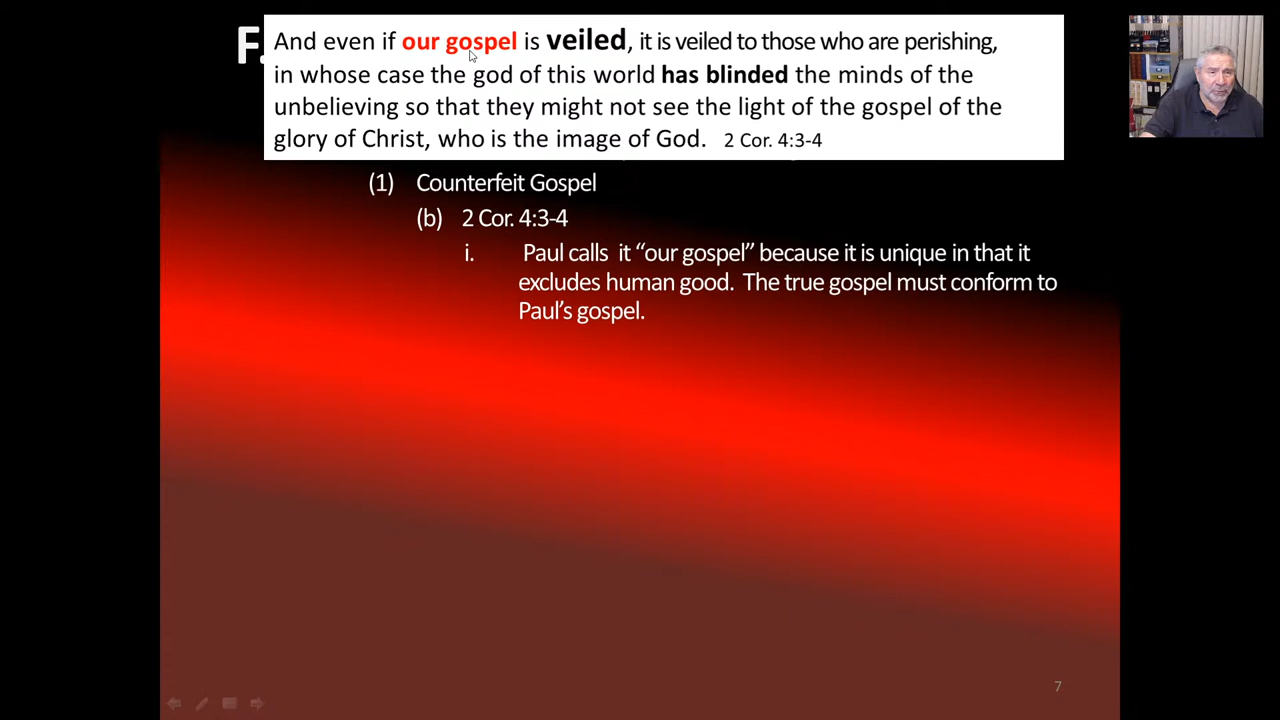 F.
And even if our gospel is veiled, it is veiled to those who are perishing,
in whose case the god of this world has blinded the minds of the
unbelieving so that they might not see the light of the gospel of the
glory of Christ, who is the image of God. 2 Cor. 4:3-4
(1) Counterfeit Gospel
(b) 2 Cor. 4:3-4
i. Paul calls it “our gospel” because it is unique in that it
excludes human good. The true gospel must conform to
Paul’s gospel.
7